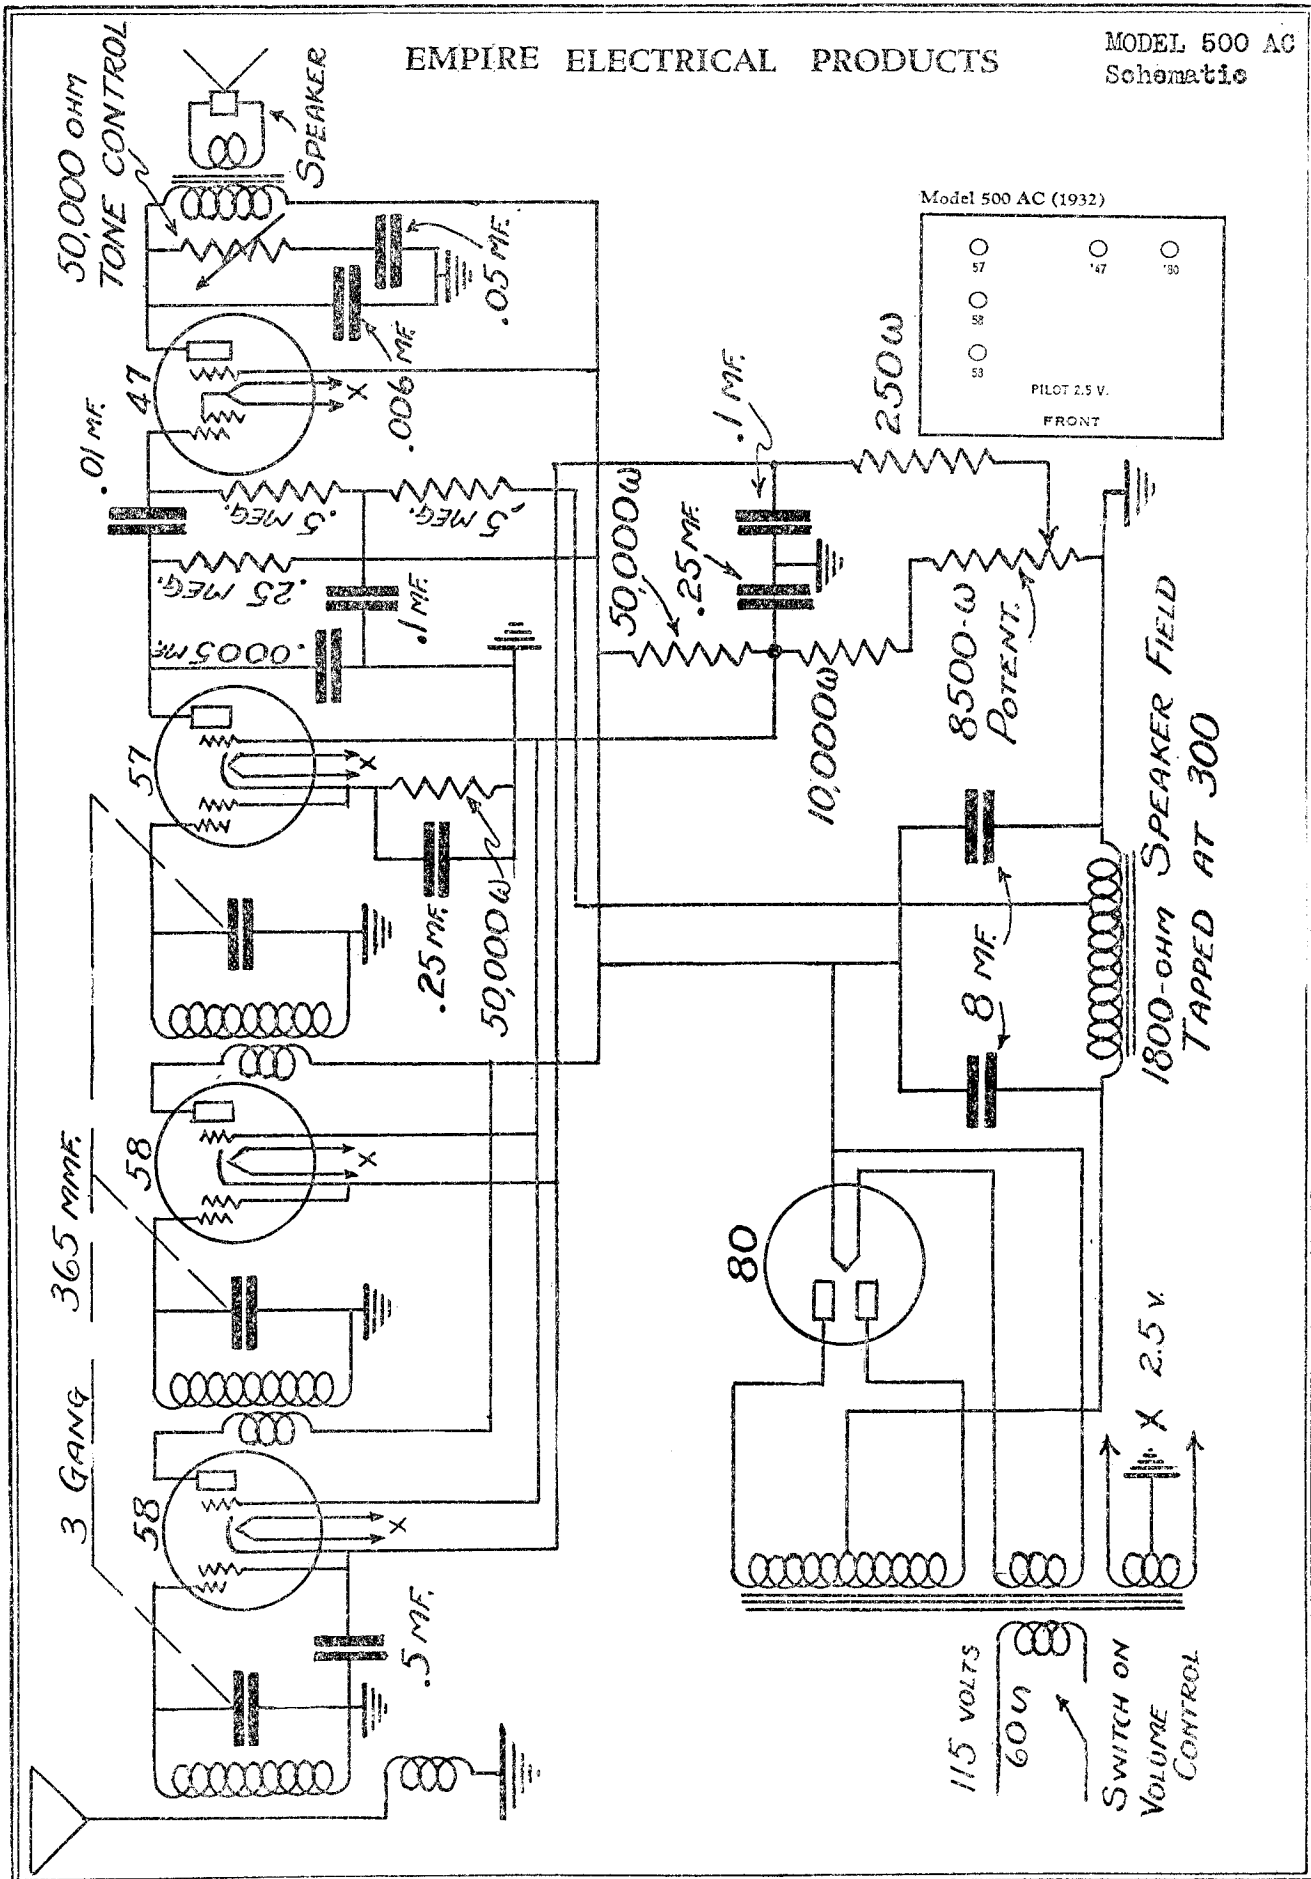 EMPIRE ELECTRICAL PRODUCTS
MODEL 500 AC
Schematic
50,000 OHM
TONE CONTROL
SPEAKER
.05 MF.
.006 MF.
47
.01 MF.
.5 MEG.
.5 MEG.
.25 MEG.
.1 MF.
.0005 MF.
57
.25 MF.
50,000ω
3 GANG 365 MMF.
58
X
58
X
X
X
.5 MF.
Model 500 AC (1932)
57
'47
'80
58
53
PILOT 2.5 V.
FRONT
.1 MF.
250ω
50,000ω
.25 MF.
10,000ω
8500-ω
POTENT.
8 MF.
1800-OHM SPEAKER FIELD
TAPPED AT 300
80
X 2.5 V.
115 VOLTS
60∿
SWITCH ON
VOLUME
CONTROL